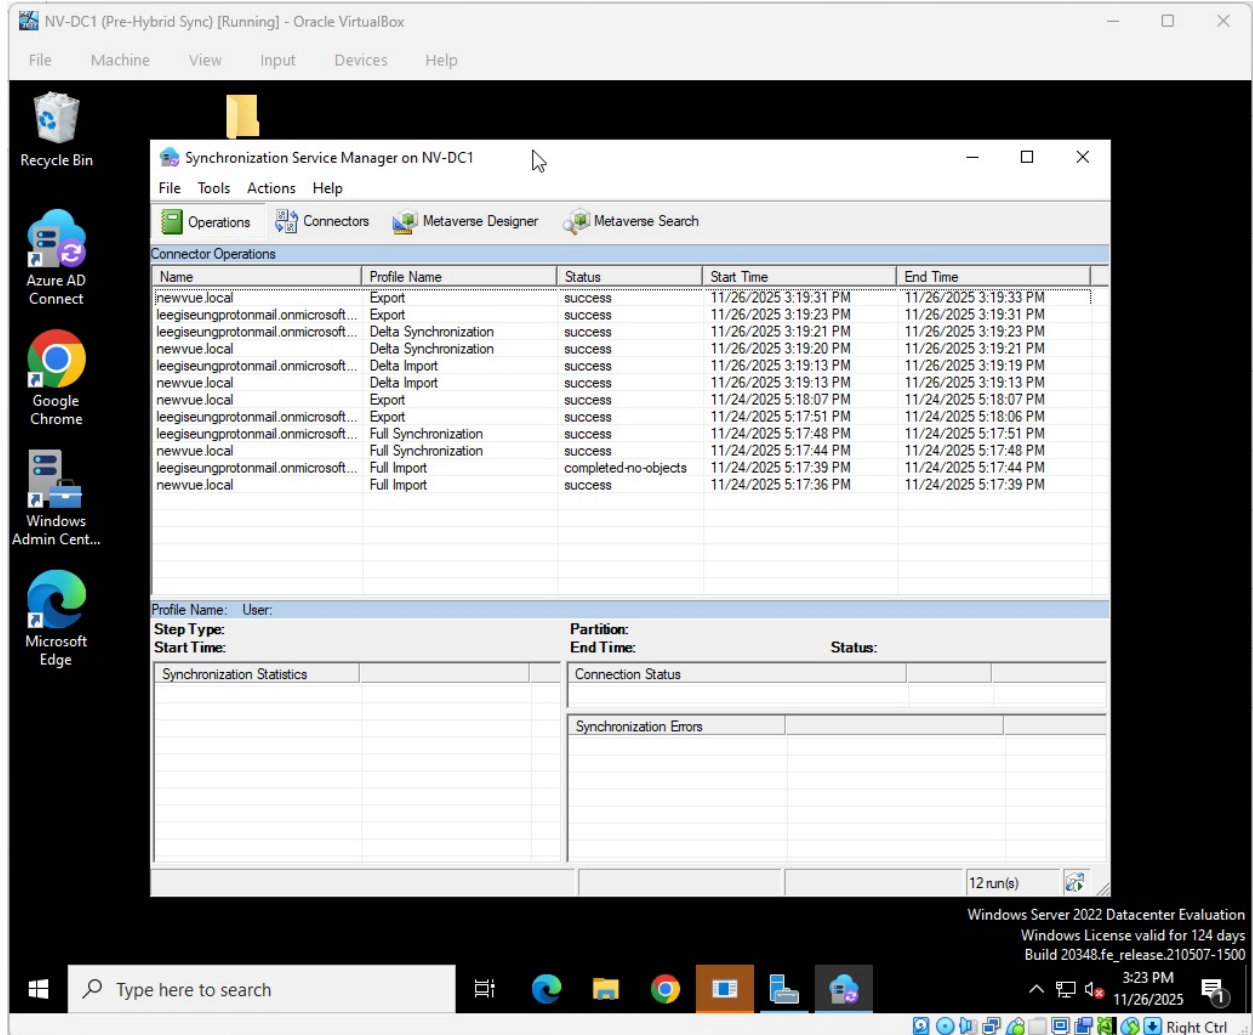 NV-DC1 (Pre-Hybrid Sync) [Running] - Oracle VirtualBox
File Machine View Input Devices Help
Recycle Bin
Azure AD
Connect
Google
Chrome
Windows
Admin Cent...
Microsoft
Edge
Synchronization Service Manager on NV-DC1
File Tools Actions Help
Operations Connectors Metaverse Designer Metaverse Search
Connector Operations
Name Profile Name Status Start Time End Time
newvue.local Export success 11/26/2025 3:19:31 PM 11/26/2025 3:19:33 PM
leegiseungprotonmail.onmicrosoft... Export success 11/26/2025 3:19:23 PM 11/26/2025 3:19:31 PM
leegiseungprotonmail.onmicrosoft... Delta Synchronization success 11/26/2025 3:19:21 PM 11/26/2025 3:19:23 PM
newvue.local Delta Synchronization success 11/26/2025 3:19:20 PM 11/26/2025 3:19:21 PM
leegiseungprotonmail.onmicrosoft... Delta Import success 11/26/2025 3:19:13 PM 11/26/2025 3:19:19 PM
newvue.local Delta Import success 11/26/2025 3:19:13 PM 11/26/2025 3:19:13 PM
newvue.local Export success 11/24/2025 5:18:07 PM 11/24/2025 5:18:07 PM
leegiseungprotonmail.onmicrosoft... Export success 11/24/2025 5:17:51 PM 11/24/2025 5:18:06 PM
leegiseungprotonmail.onmicrosoft... Full Synchronization success 11/24/2025 5:17:48 PM 11/24/2025 5:17:51 PM
newvue.local Full Synchronization success 11/24/2025 5:17:44 PM 11/24/2025 5:17:48 PM
leegiseungprotonmail.onmicrosoft... Full Import completed-no-objects 11/24/2025 5:17:39 PM 11/24/2025 5:17:44 PM
newvue.local Full Import success 11/24/2025 5:17:36 PM 11/24/2025 5:17:39 PM
Profile Name: User:
Step Type: Partition:
Start Time: End Time: Status:
Synchronization Statistics Connection Status
Synchronization Errors
12 run(s)
Windows Server 2022 Datacenter Evaluation
Windows License valid for 124 days
Build 20348.fe_release.210507-1500
Type here to search
3:23 PM
11/26/2025
1
Right Ctrl